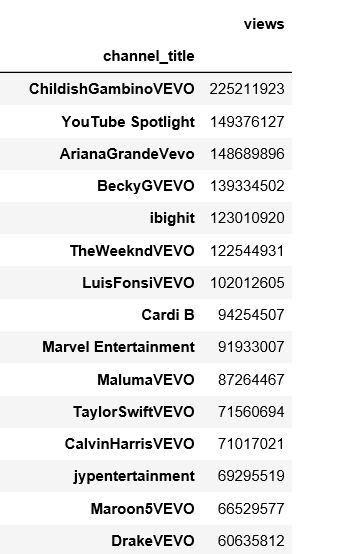 views
channel_title
ChildishGambinoVEVO 225211923
YouTube Spotlight 149376127
ArianaGrandeVevo 148689896
BeckyGVEVO 139334502
ibighit 123010920
TheWeekndVEVO 122544931
LuisFonsiVEVO 102012605
Cardi B 94254507
Marvel Entertainment 91933007
MalumaVEVO 87264467
TaylorSwiftVEVO 71560694
CalvinHarrisVEVO 71017021
jypentertainment 69295519
Maroon5VEVO 66529577
DrakeVEVO 60635812